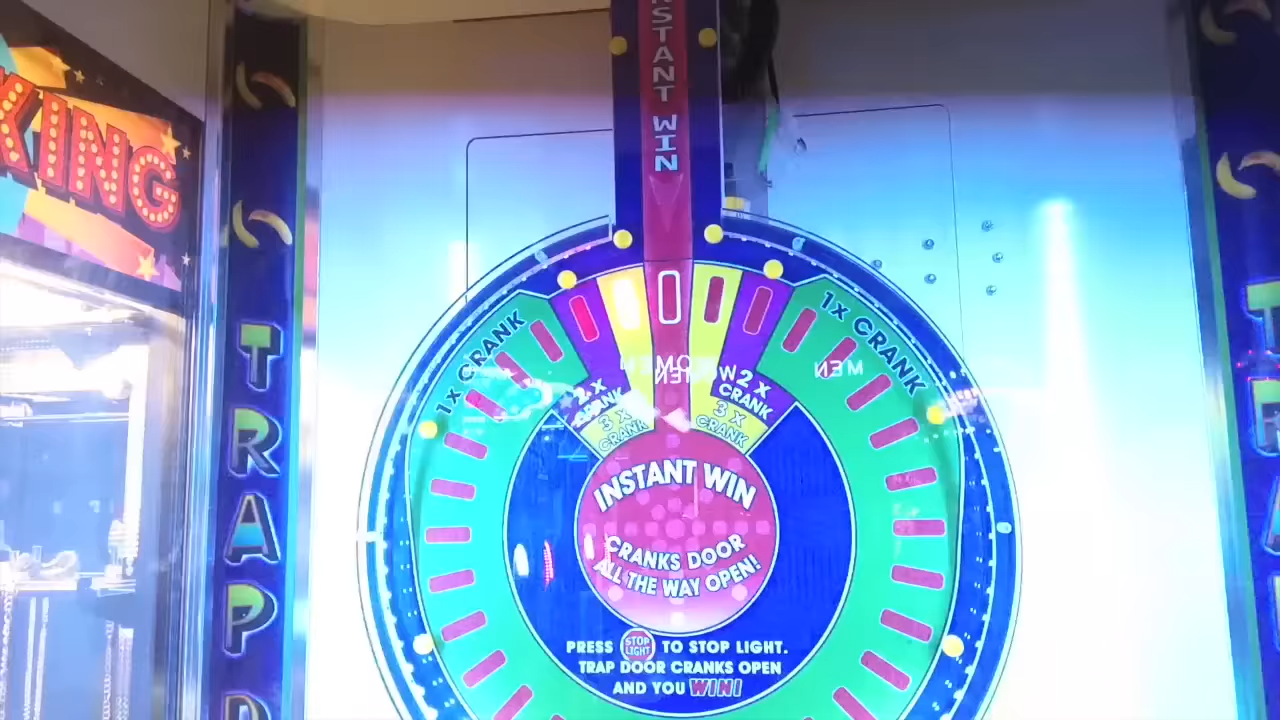 INSTANT
WIN
KING
TRAP
1X CRANK
1X CRANK
2 X
CRANK
2 X
CRANK
3 X
CRANK
3 X
CRANK
INSTANT WIN
CRANKS DOOR
ALL THE WAY OPEN!
PRESS STOP LIGHT TO STOP LIGHT.
TRAP DOOR CRANKS OPEN
AND YOU WIN!